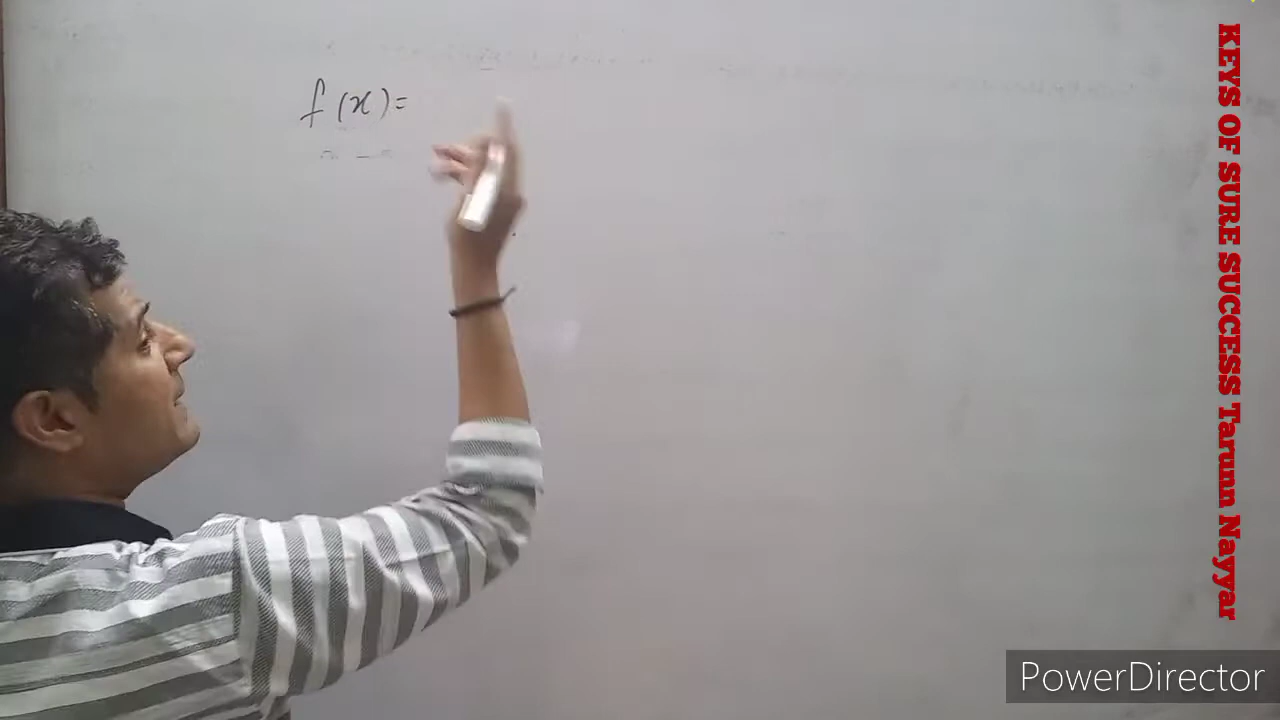 f(x)=
KEYS OF SURE SUCCESS Tarunn Nayyar
PowerDirector